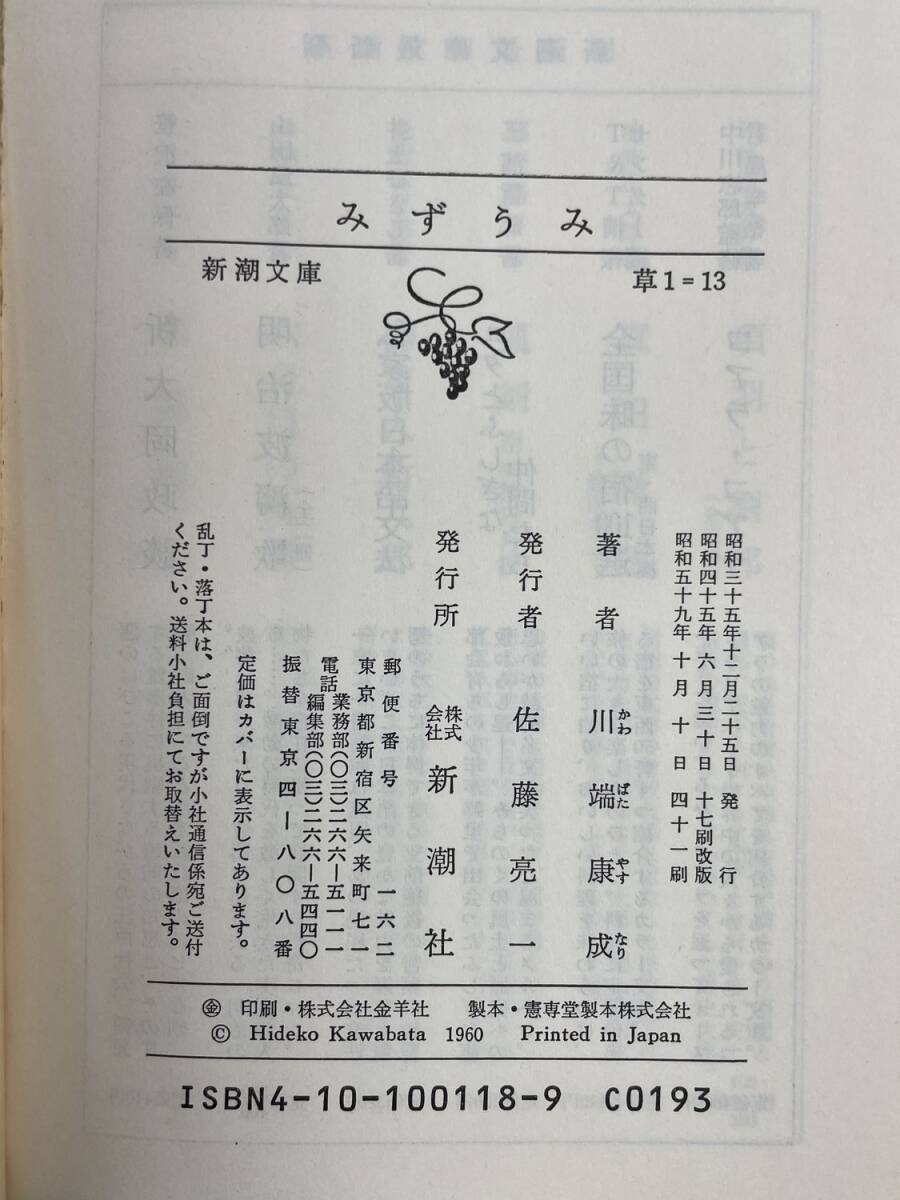 みずうみ
新潮文庫 草1=13
昭和三十五年十二月二十五日 発行
昭和四十五年六月三十日 十七刷改版
昭和五十九年十月十日 四十一刷
著者 川端康成
かわ ばた やす なり
発行者 佐藤亮一
発行所 株式会社 新潮社
郵便番号 一六二
東京都新宿区矢来町七一
電話 業務部(〇三)二六六―五一一一
編集部(〇三)二六六―五四四〇
振替東京四―八〇八番
定価はカバーに表示してあります。
乱丁・落丁本は、ご面倒ですが小社通信係宛ご送付
ください。送料小社負担にてお取替えいたします。
㊎ 印刷・株式会社金羊社 製本・憲専堂製本株式会社
© Hideko Kawabata 1960 Printed in Japan
ISBN4-10-100118-9 C0193